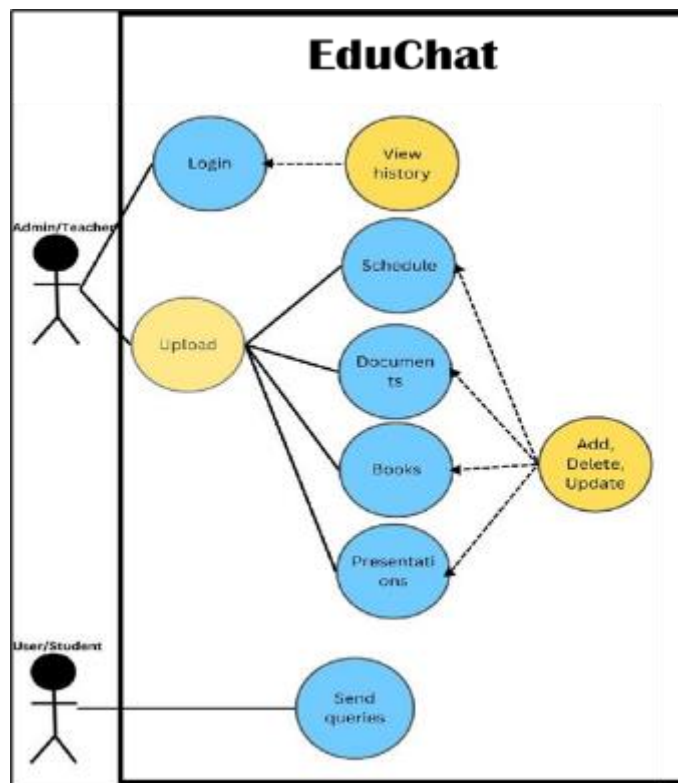 EduChat
Login
View
history
Admin/Teacher
Schedule
Upload
Documen
ts
Books
Add,
Delete,
Update
Presentati
ons
User/Student
Send
queries